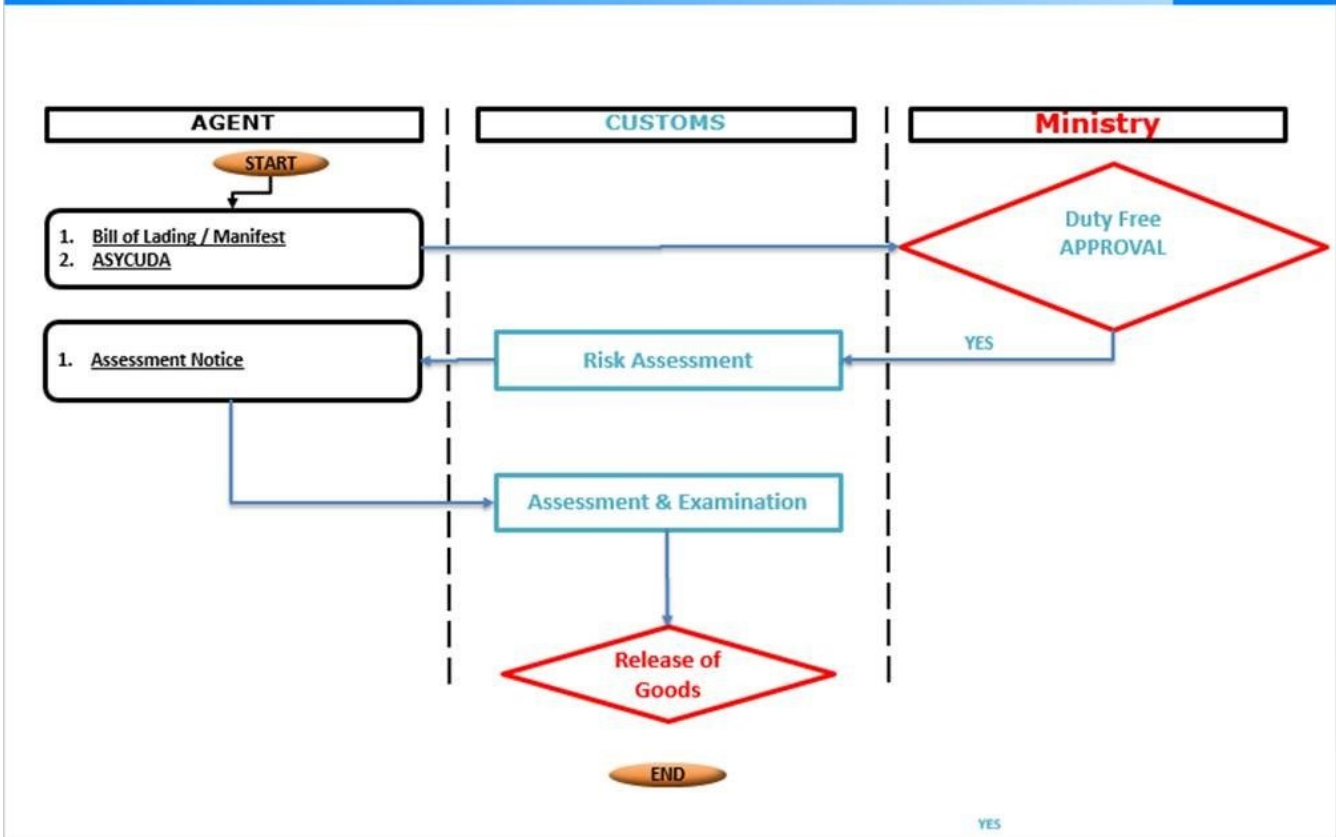 AGENT
CUSTOMS
Ministry
START
1. Bill of Lading / Manifest
2. ASYCUDA
Duty Free
APPROVAL
YES
1. Assessment Notice
Risk Assessment
Assessment & Examination
Release of
Goods
END
YES